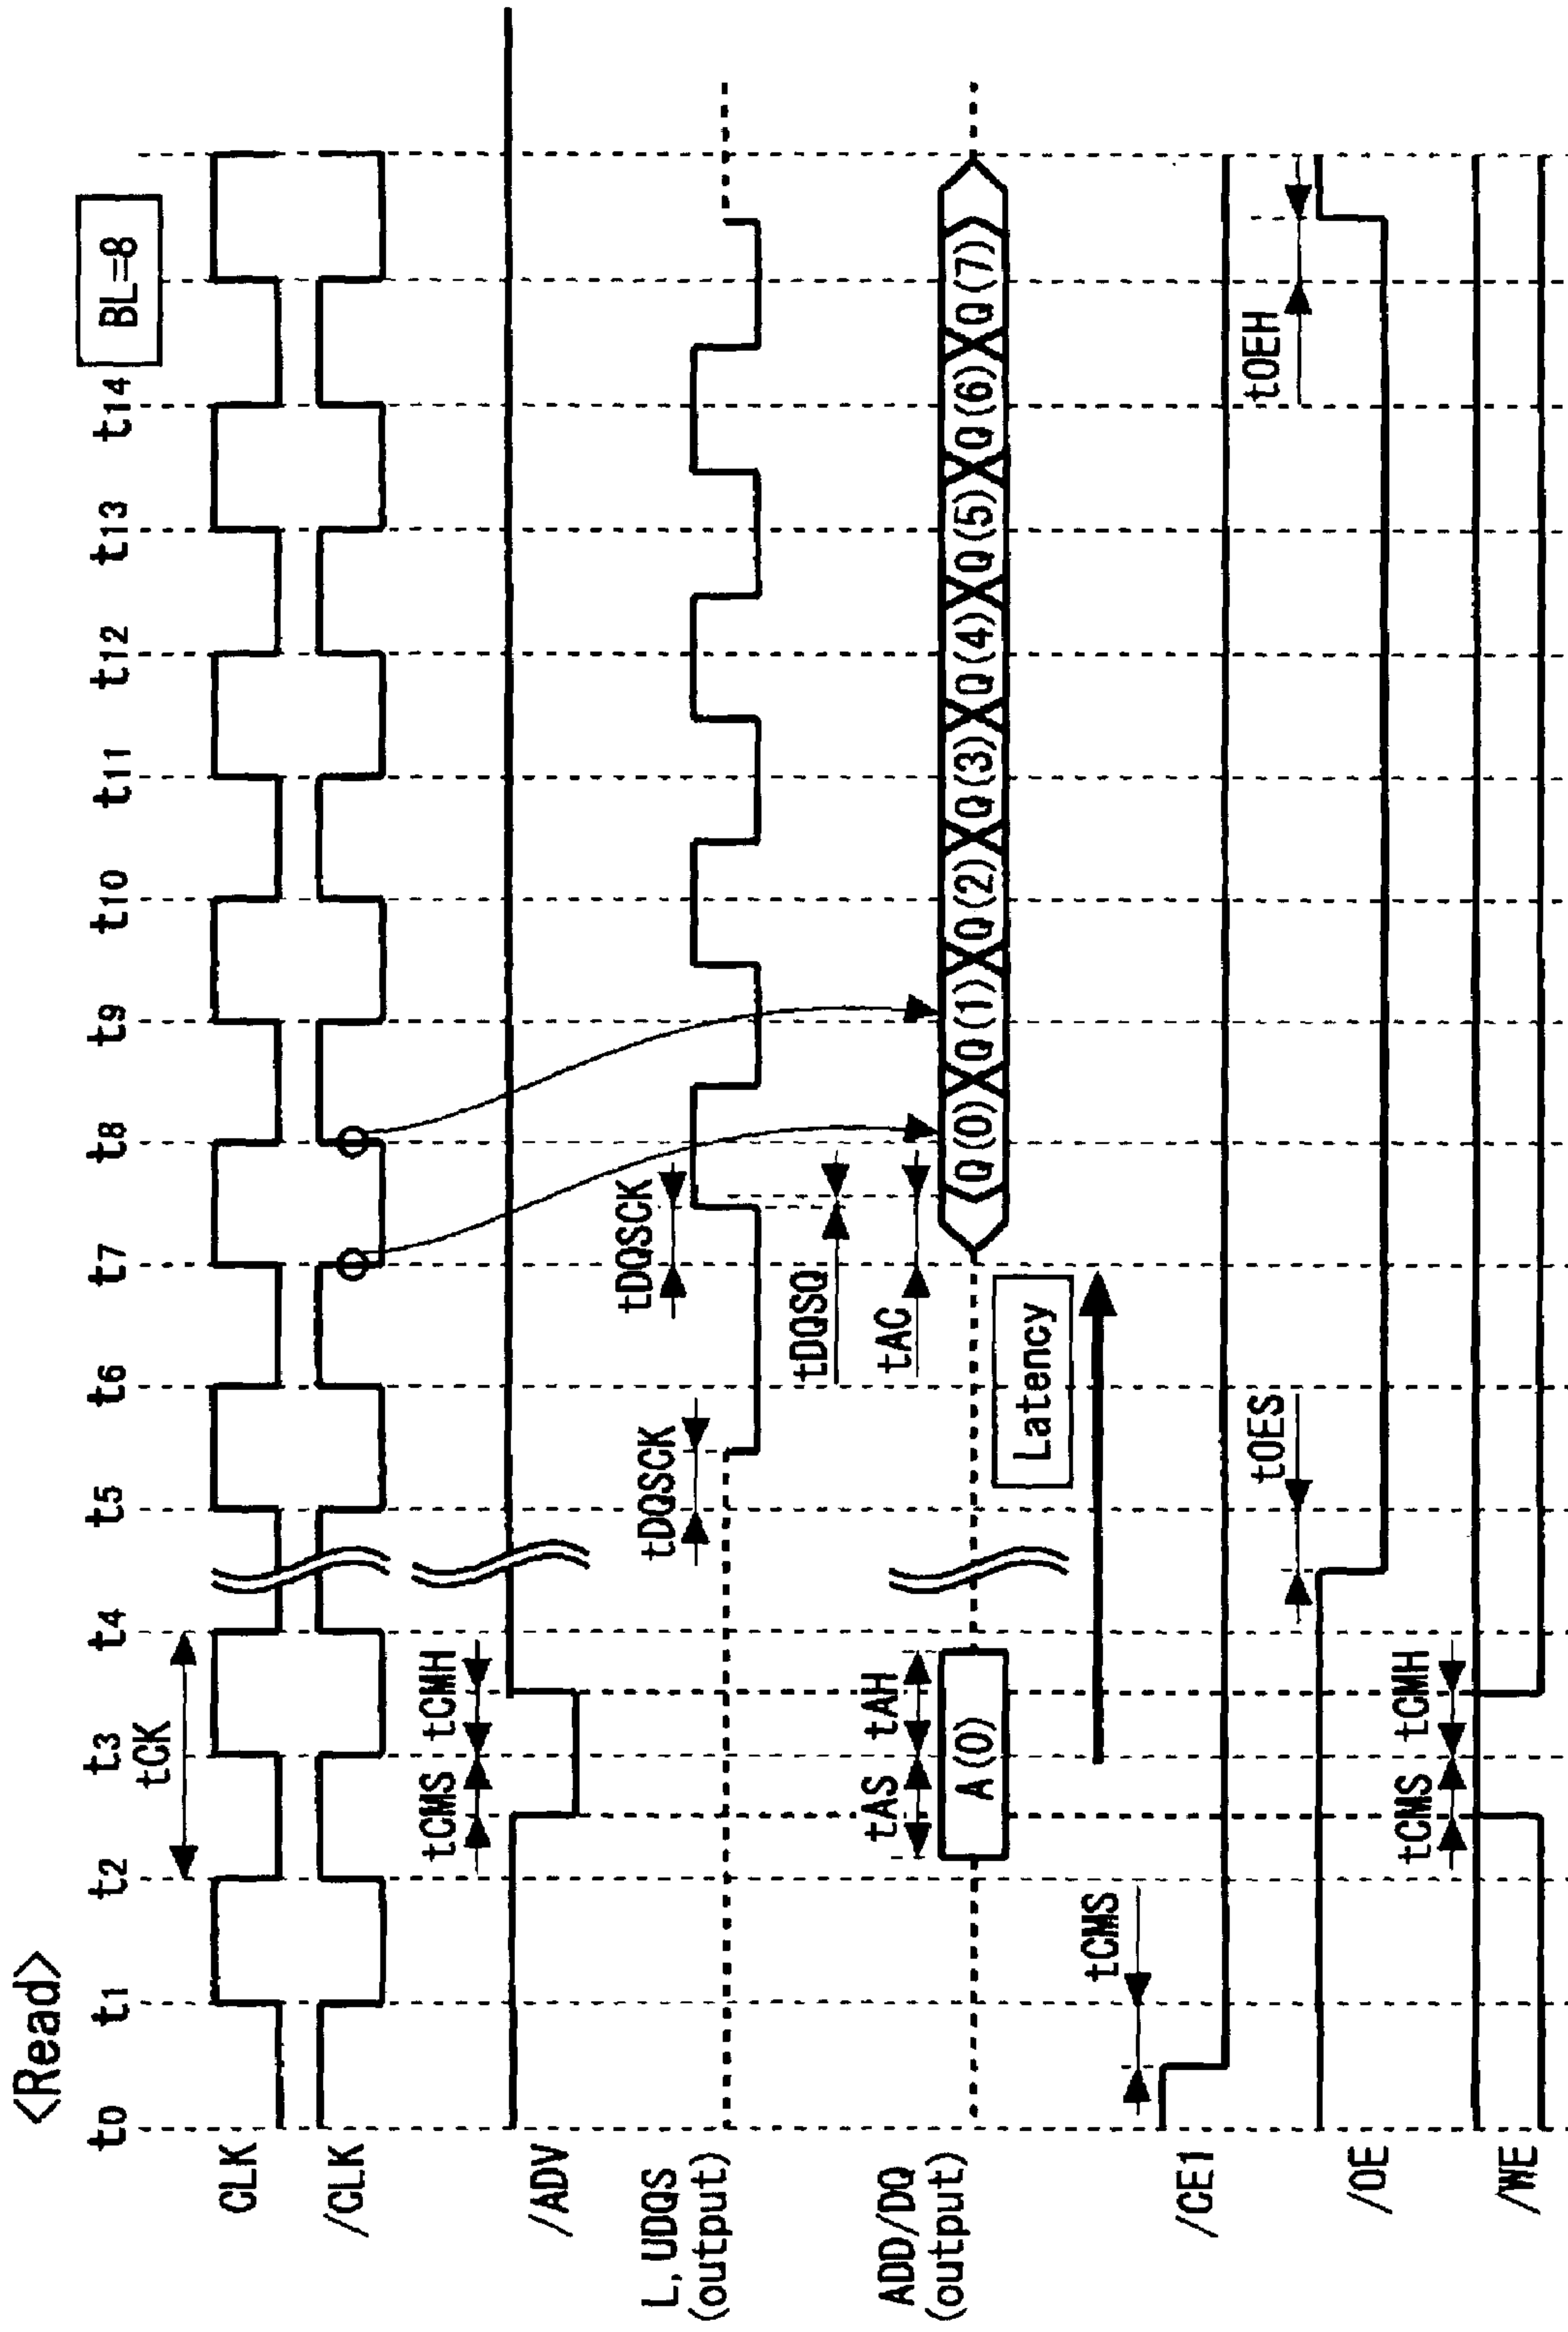 <Read>
BL=8
t0 t1 t2 t3 t4 t5 t6 t7 t8 t9 t10 t11 t12 t13 t14
tCK
CLK
/CLK
tCMS tCMH
/ADV
tDQSCK tDQSCK
L, UDQS
(output)
tDQSQ
tAS tAH tAC
ADD/DQ
(output)
A(0) Q(0) Q(1) Q(2) Q(3) Q(4) Q(5) Q(6) Q(7)
Latency
tCMS
/CE1
tOES tOEH
/OE
tCMS tCMH
/WE